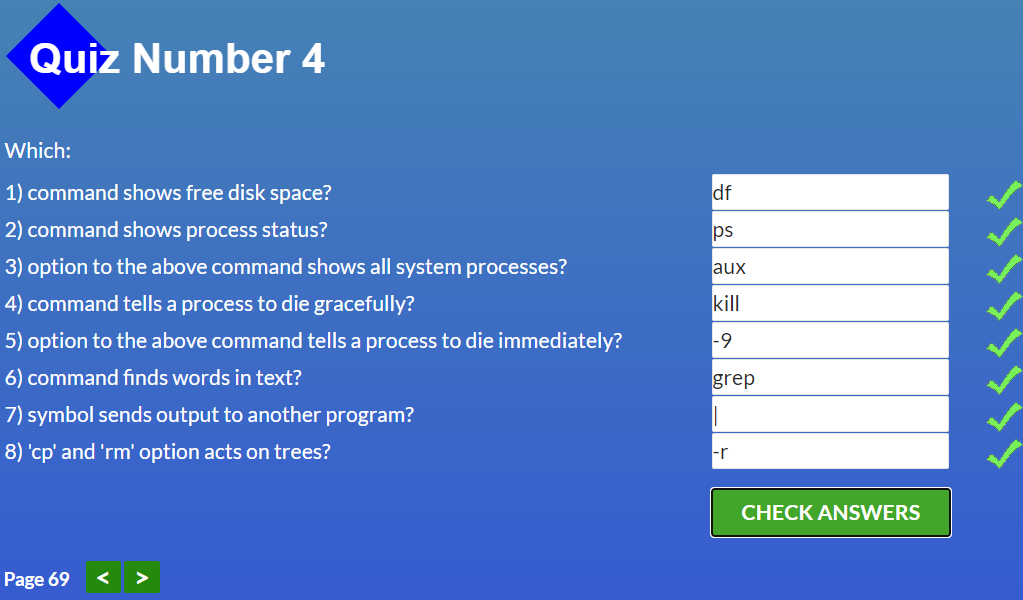 Quiz Number 4
Which:
1) command shows free disk space? df
2) command shows process status? ps
3) option to the above command shows all system processes? aux
4) command tells a process to die gracefully? kill
5) option to the above command tells a process to die immediately? -9
6) command finds words in text? grep
7) symbol sends output to another program? |
8) 'cp' and 'rm' option acts on trees? -r
CHECK ANSWERS
Page 69 < >